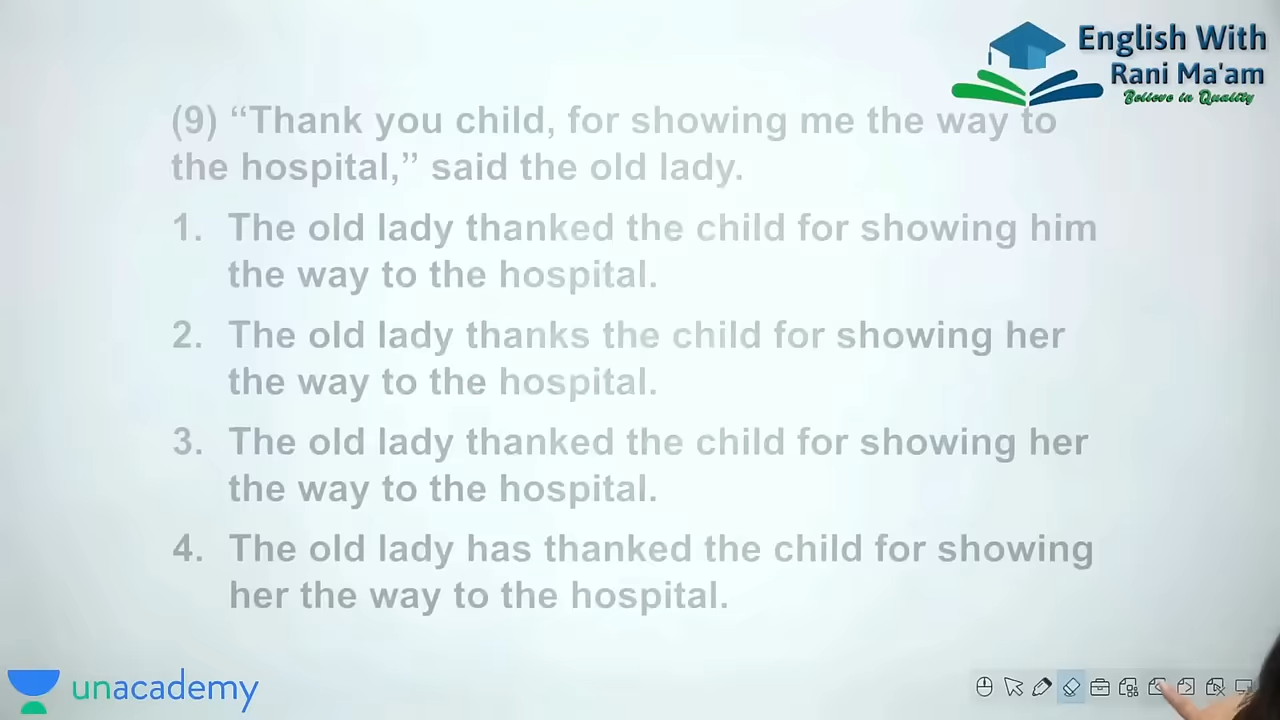 English With
Rani Ma'am
Believe in Quality
(9) “Thank you child, for showing me the way to
the hospital,” said the old lady.
1. The old lady thanked the child for showing him
the way to the hospital.
2. The old lady thanks the child for showing her
the way to the hospital.
3. The old lady thanked the child for showing her
the way to the hospital.
4. The old lady has thanked the child for showing
her the way to the hospital.
unacademy